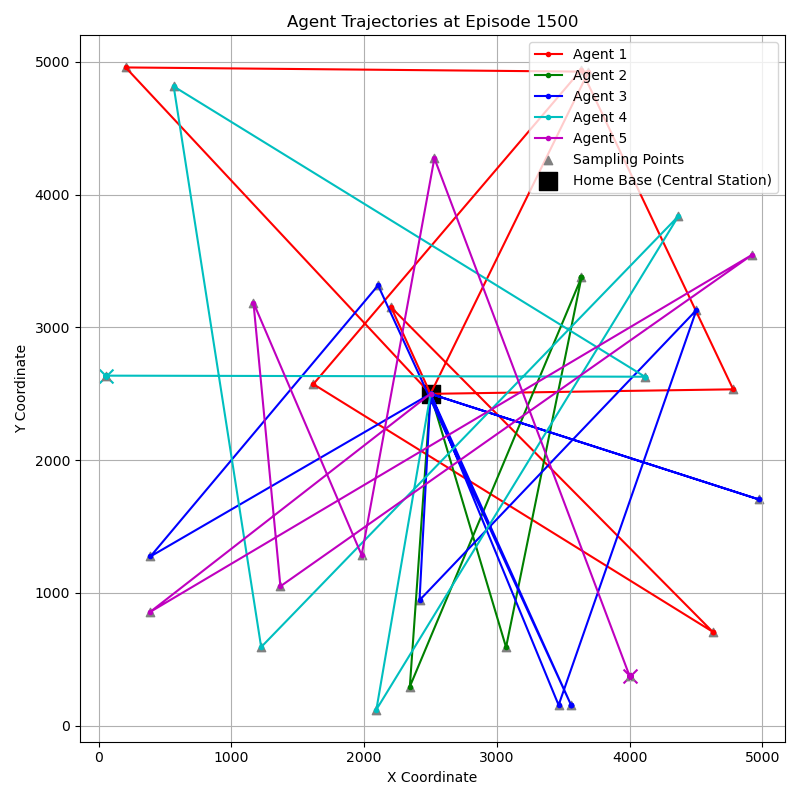 Agent Trajectories at Episode 1500
Agent 1
Agent 2
Agent 3
Agent 4
Agent 5
Sampling Points
Home Base (Central Station)
Y Coordinate
5000
4000
3000
2000
1000
0
0 1000 2000 3000 4000 5000
X Coordinate